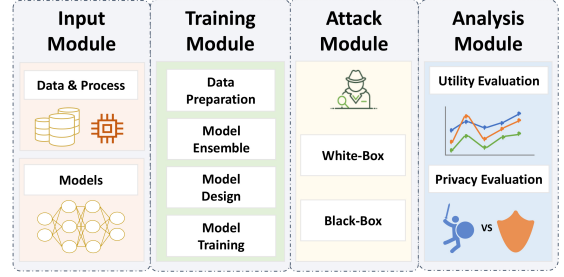 Input
Module
Data & Process
Models
Training
Module
Data
Preparation
Model
Ensemble
Model
Design
Model
Training
Attack
Module
White-Box
Black-Box
Analysis
Module
Utility Evaluation
Privacy Evaluation
VS